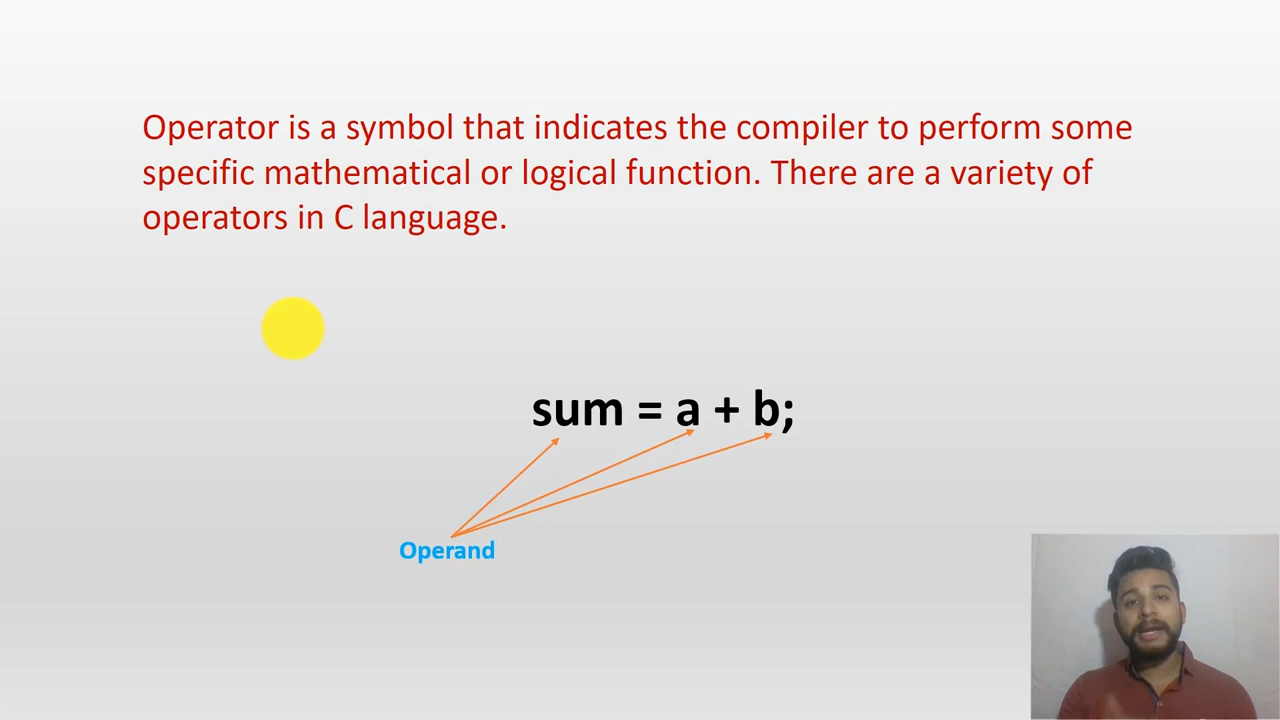 Operator is a symbol that indicates the compiler to perform some
specific mathematical or logical function. There are a variety of
operators in C language.
sum = a + b;
Operand